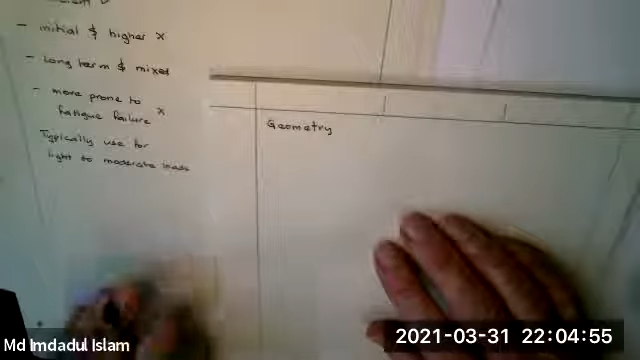 - initial & higher x
- Long term & mixed
- more prone to x
fatigue failure
Typically use for
light to moderate loads
Geometry
Md Imdadul Islam
2021-03-31 22:04:55